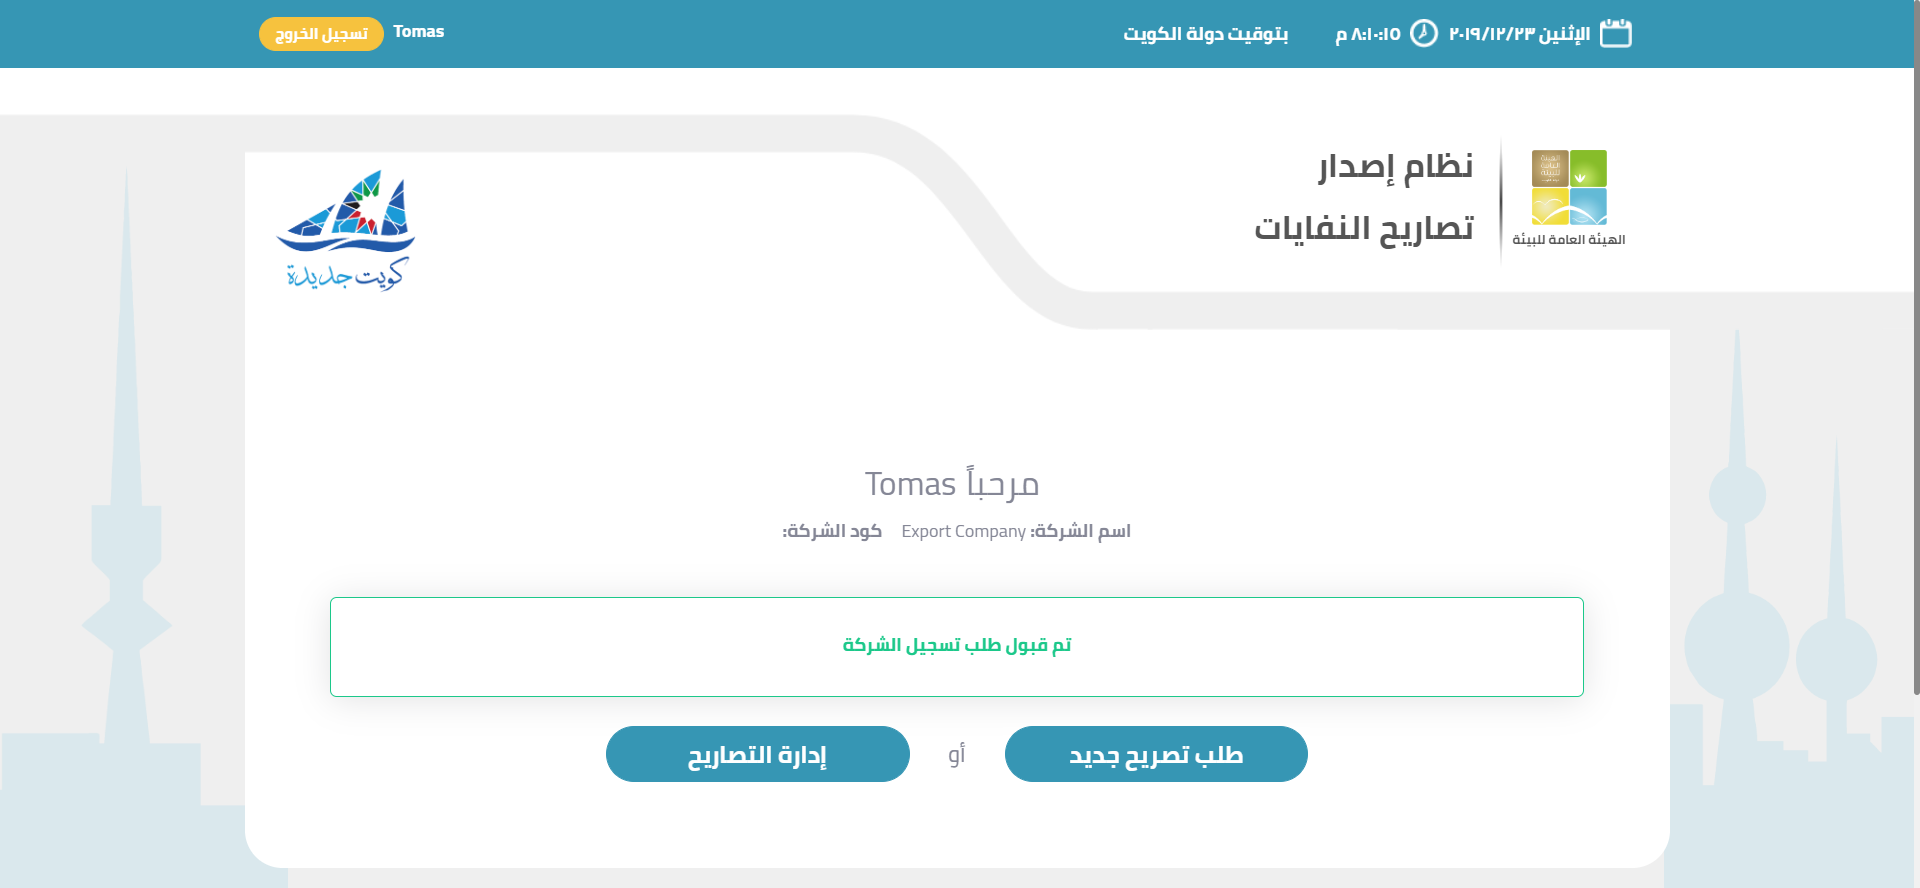 الإثنين ٢٠١٩/١٢/٢٣ ٨:١٠:١٥ م بتوقيت دولة الكويت
Tomas تسجيل الخروج
الهيئة العامة للبيئة
نظام إصدار
تصاريح النفايات
كويت جديدة
مرحباً Tomas
اسم الشركة: Export Company كود الشركة:
تم قبول طلب تسجيل الشركة
طلب تصريح جديد أو إدارة التصاريح